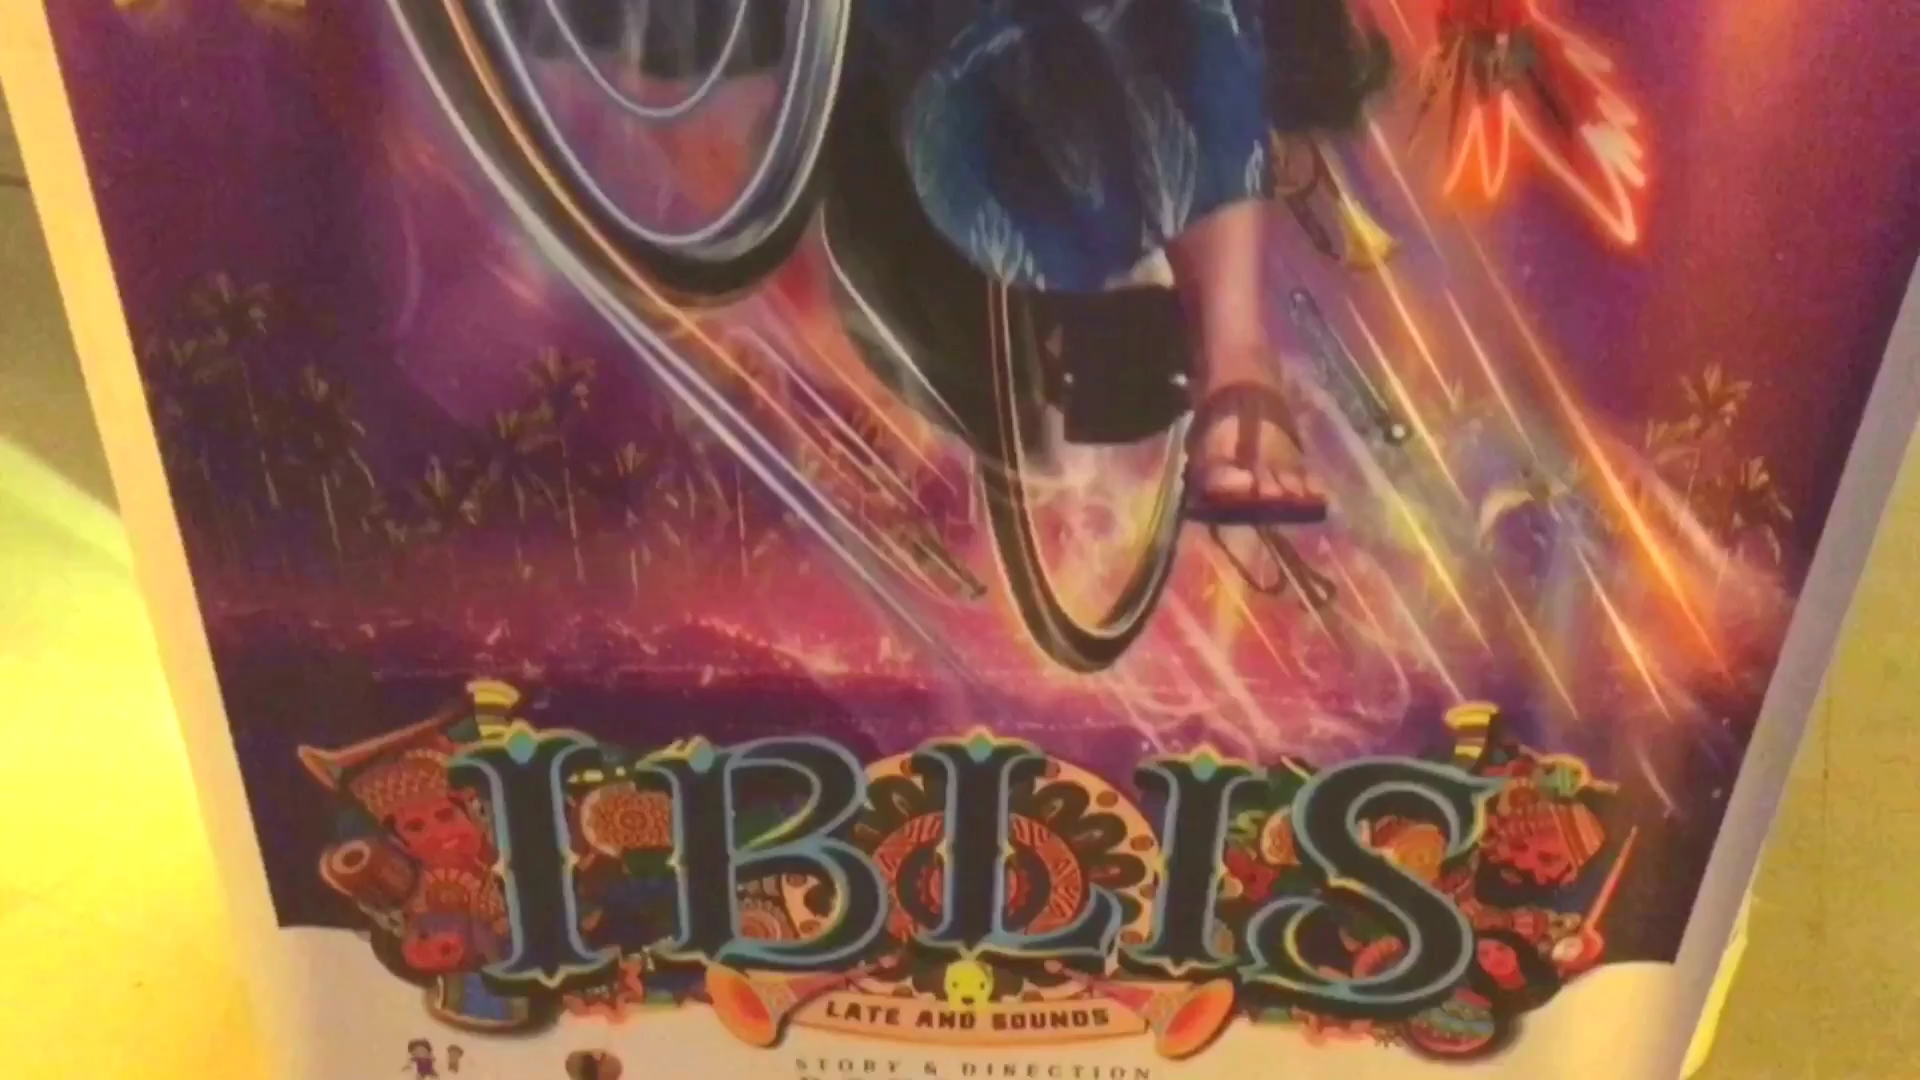 IBLIS
LATE AND SOUNDS
STORY & DIRECTION